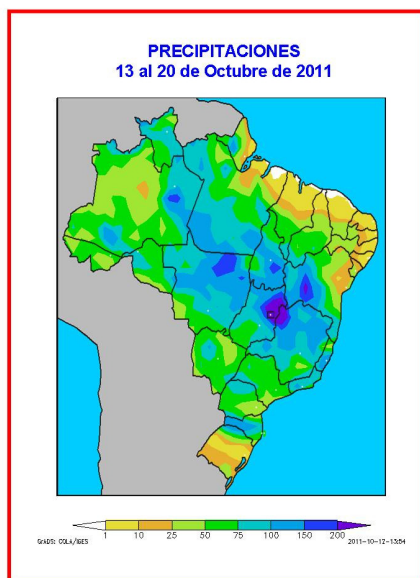 PRECIPITACIONES
13 al 20 de Octubre de 2011
1 10 25 50 75 100 150 200
GrADS: COLA/IGES 2011-10-12-13:54